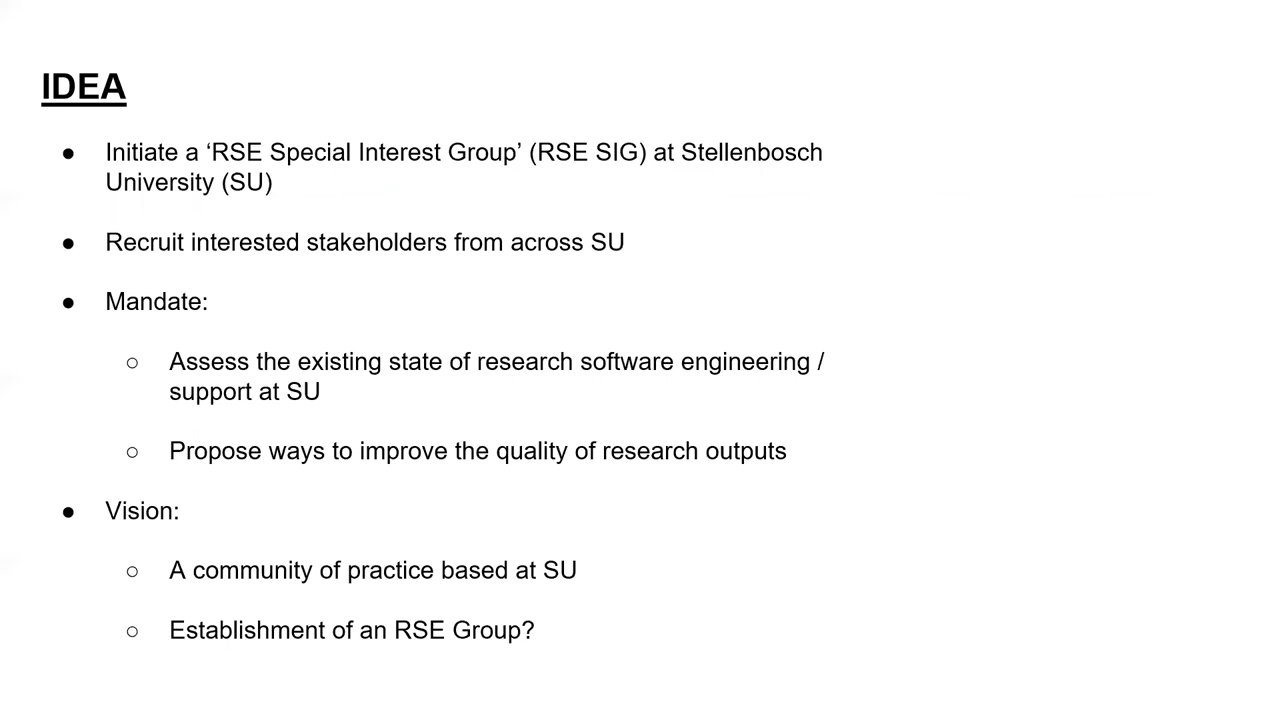 IDEA
● Initiate a ‘RSE Special Interest Group’ (RSE SIG) at Stellenbosch
University (SU)
● Recruit interested stakeholders from across SU
● Mandate:
○ Assess the existing state of research software engineering /
support at SU
○ Propose ways to improve the quality of research outputs
● Vision:
○ A community of practice based at SU
○ Establishment of an RSE Group?